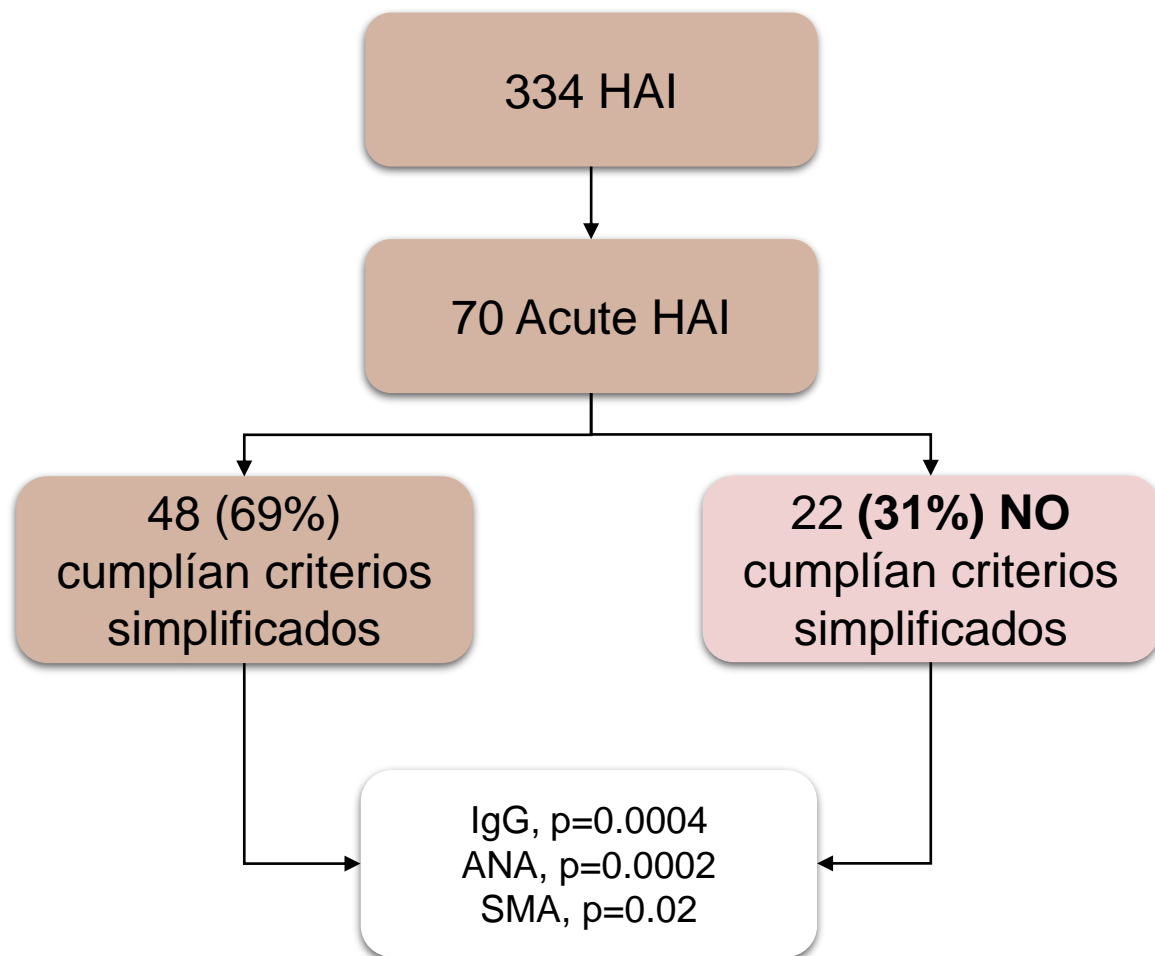 334 HAI
70 Acute HAI
48 (69%)
cumplían criterios
simplificados
22 (31%) NO
cumplían criterios
simplificados
IgG, p=0.0004
ANA, p=0.0002
SMA, p=0.02